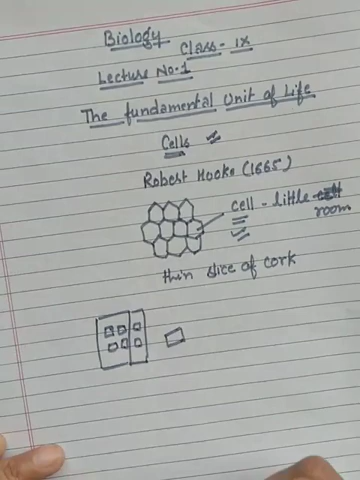 Biology
Class - IX
Lecture No.1
The fundamental Unit of Life
Cells
Robert Hooke (1665)
cell - little
room
thin slice of cork